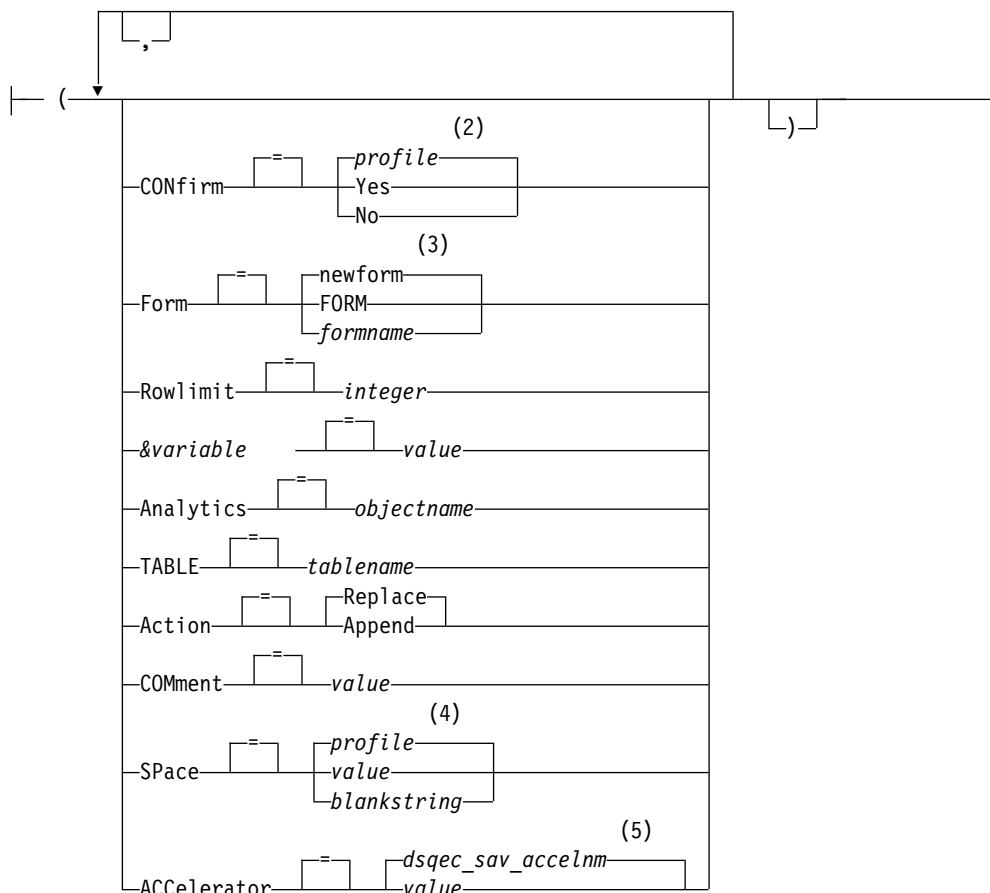 ,
( )
(2)
= profile
CONfirm Yes
No
(3)
= newform
Form FORM
formname
=
Rowlimit integer
=
&variable value
=
Analytics objectname
=
TABLE tablename
= Replace
Action Append
=
COMment value
(4)
= profile
SPace value
blankstring
(5)
= dsqec_sav_accelnm
ACCelerator value